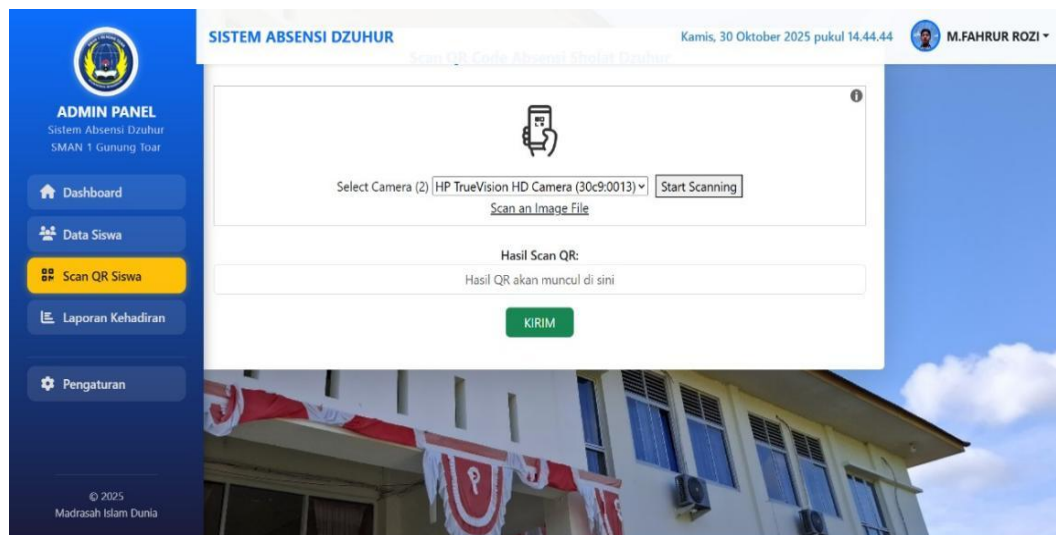 SISTEM ABSENSI DZUHUR
Kamis, 30 Oktober 2025 pukul 14.44.44
M.FAHRUR ROZI
Scan QR Code Absensi Sholat Dzuhur
ADMIN PANEL
Sistem Absensi Dzuhur
SMAN 1 Gunung Toar
Dashboard
Data Siswa
Scan QR Siswa
Laporan Kehadiran
Pengaturan
© 2025
Madrasah Islam Dunia
Select Camera (2) HP TrueVision HD Camera (30c9:0013) Start Scanning
Scan an Image File
Hasil Scan QR:
Hasil QR akan muncul di sini
KIRIM